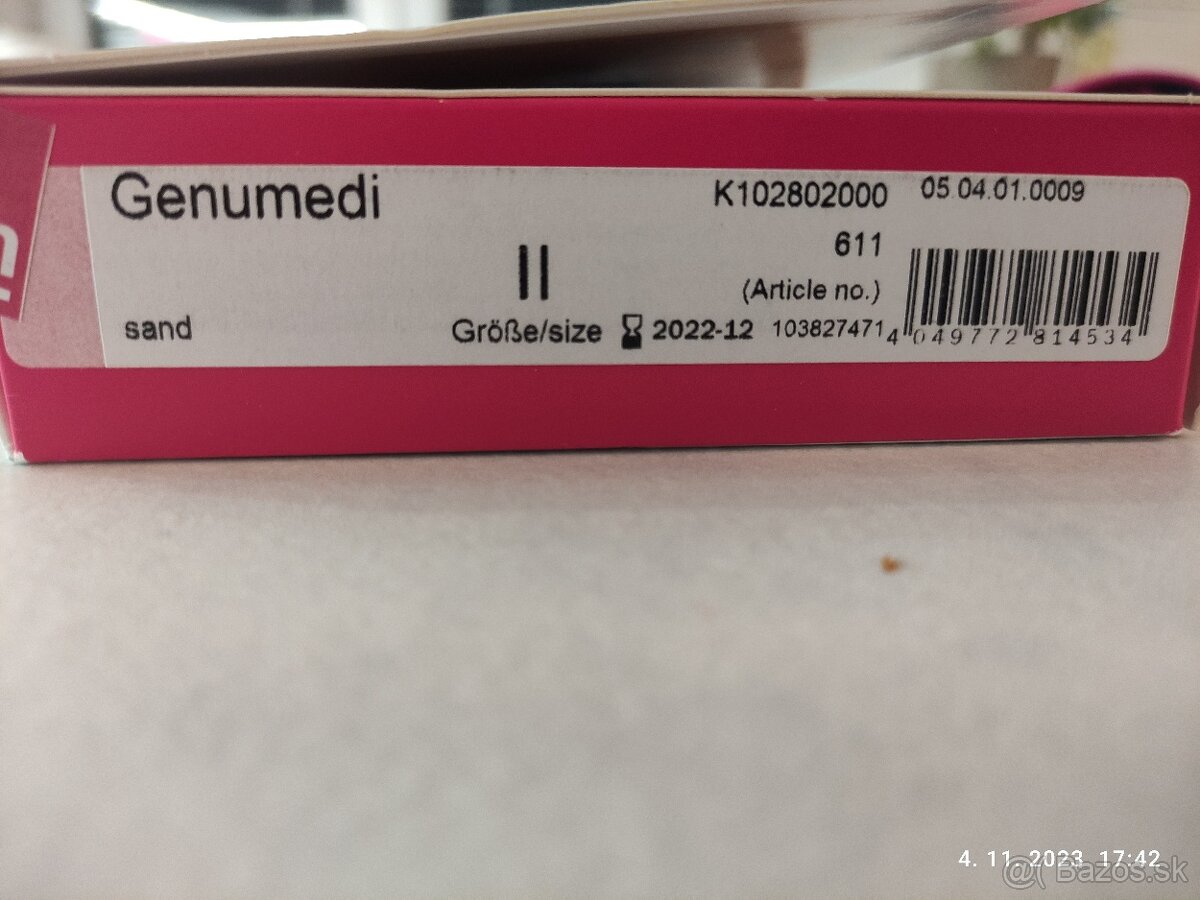 Genumedi
K102802000
05.04.01.0009
611
II
(Article no.)
sand
Größe/size
2022-12
103827471
4 049772 814534
4. 11. 2023 17:42
@( Bazos.sk